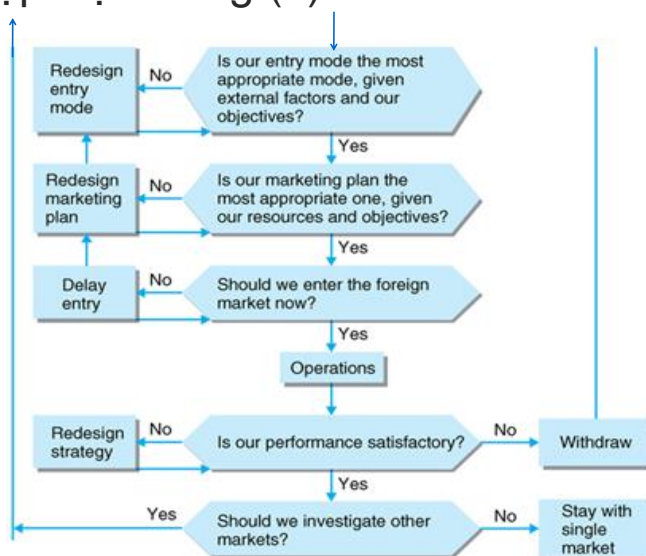 Redesign
entry
mode
No
Is our entry mode the most
appropriate mode, given
external factors and our
objectives?
Yes
Redesign
marketing
plan
No
Is our marketing plan the
most appropriate one, given
our resources and objectives?
Yes
Delay
entry
No
Should we enter the foreign
market now?
Yes
Operations
Redesign
strategy
No
Is our performance satisfactory?
No
Withdraw
Yes
Yes
Should we investigate other
markets?
No
Stay with
single
market